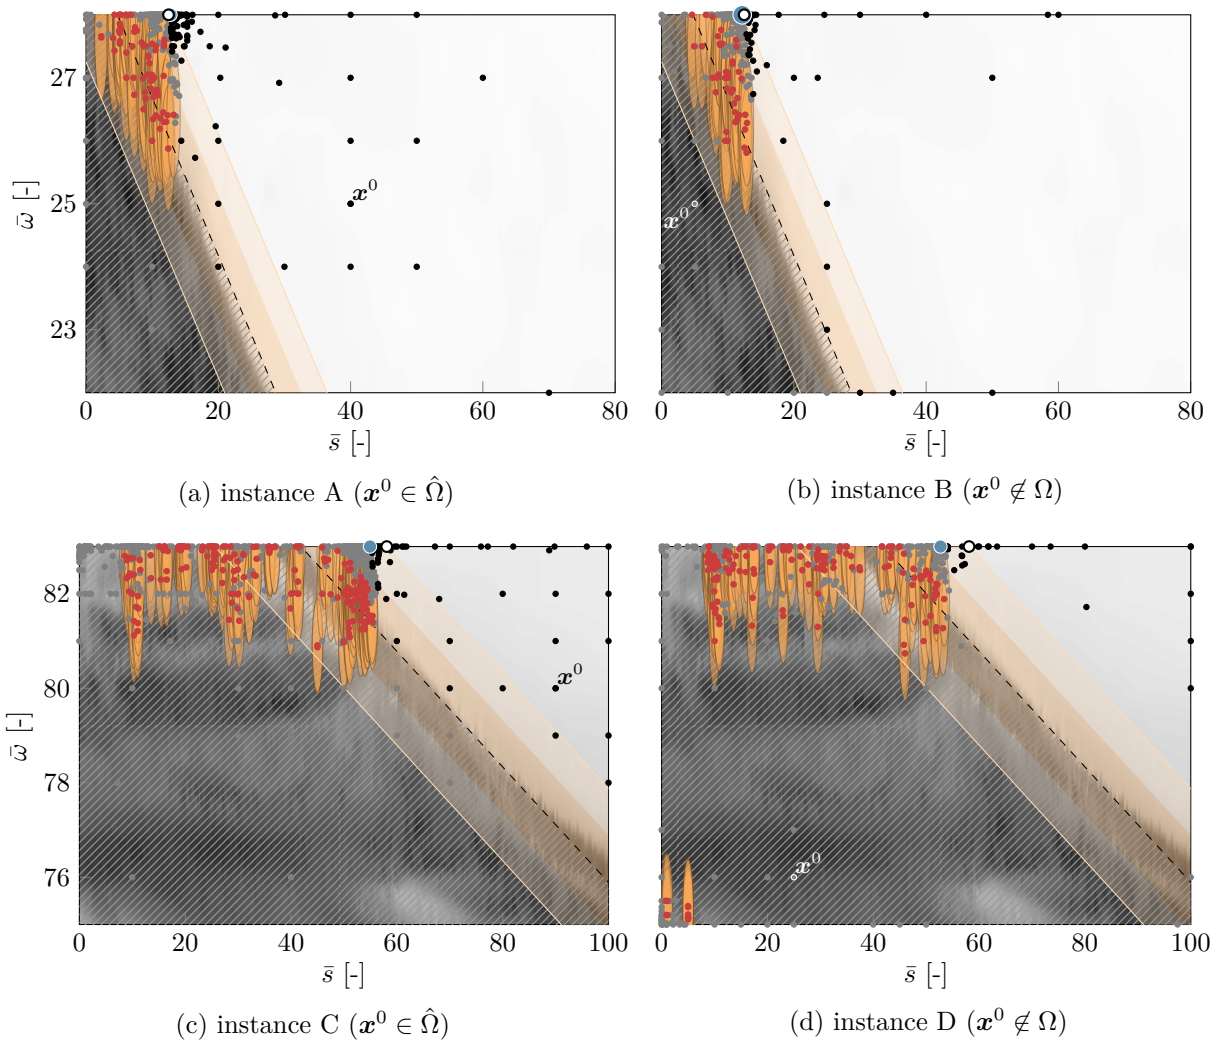 27
25
23
ω̄ [-]
x⁰
0 20 40 60 80
s̄ [-]
(a) instance A (x⁰ ∈ Ω̂)
x⁰
0 20 40 60 80
s̄ [-]
(b) instance B (x⁰ ∉ Ω)
82
80
78
76
ω̄ [-]
x⁰
0 20 40 60 80 100
s̄ [-]
(c) instance C (x⁰ ∈ Ω̂)
x⁰
0 20 40 60 80 100
s̄ [-]
(d) instance D (x⁰ ∉ Ω)